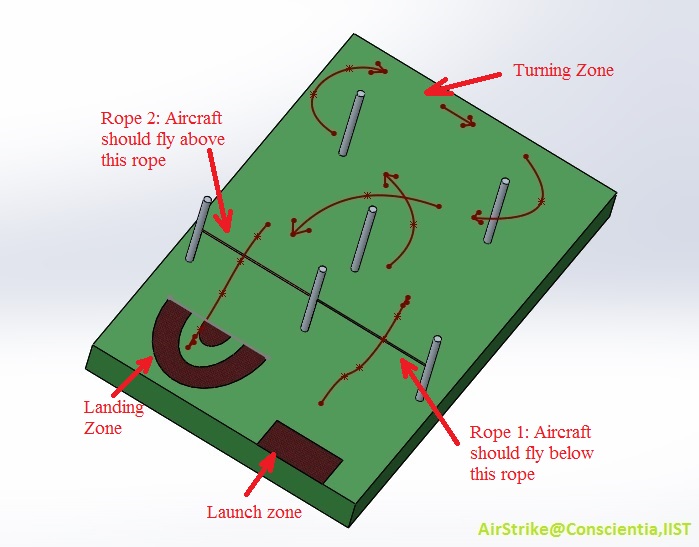 Turning Zone
Rope 2: Aircraft
should fly above
this rope
Landing
Zone
Rope 1: Aircraft
should fly below
this rope
Launch zone
AirStrike@Conscientia,IIST